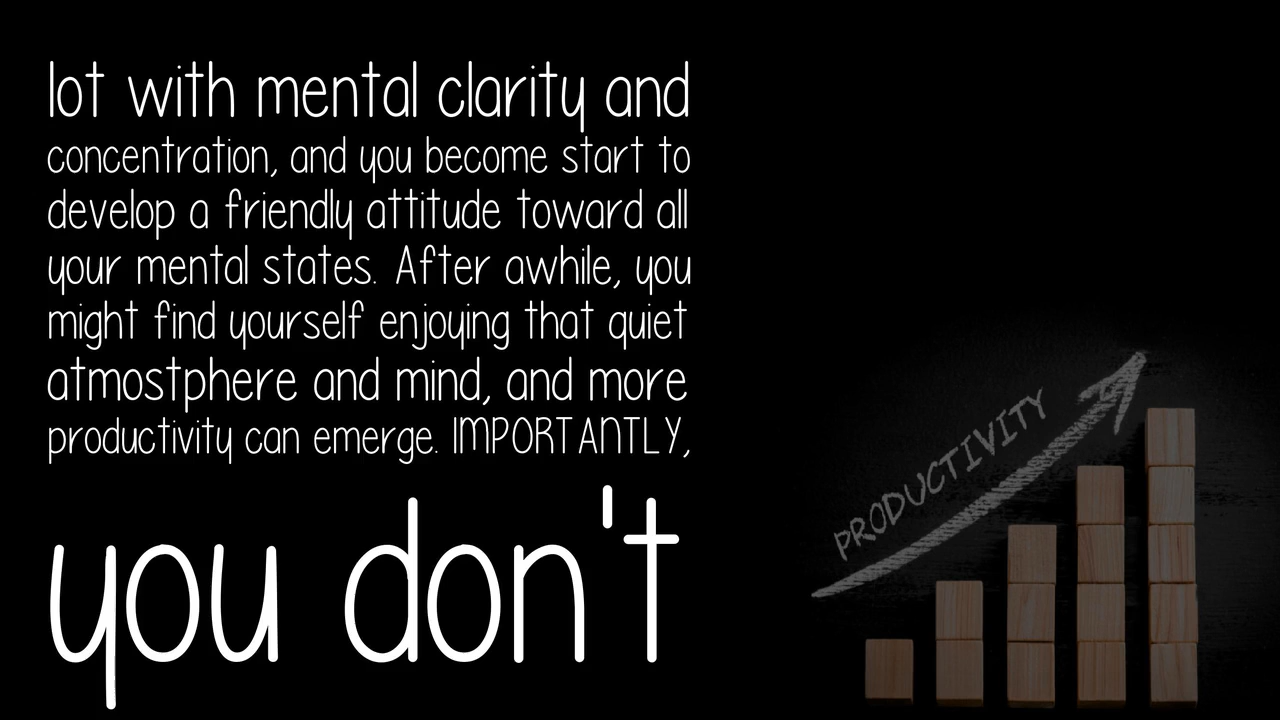 lot with mental clarity and
concentration, and you become start to
develop a friendly attitude toward all
your mental states. After awhile, you
might find yourself enjoying that quiet
atmostphere and mind, and more
productivity can emerge. IMPORTANTLY,
you don't
PRODUCTIVITY